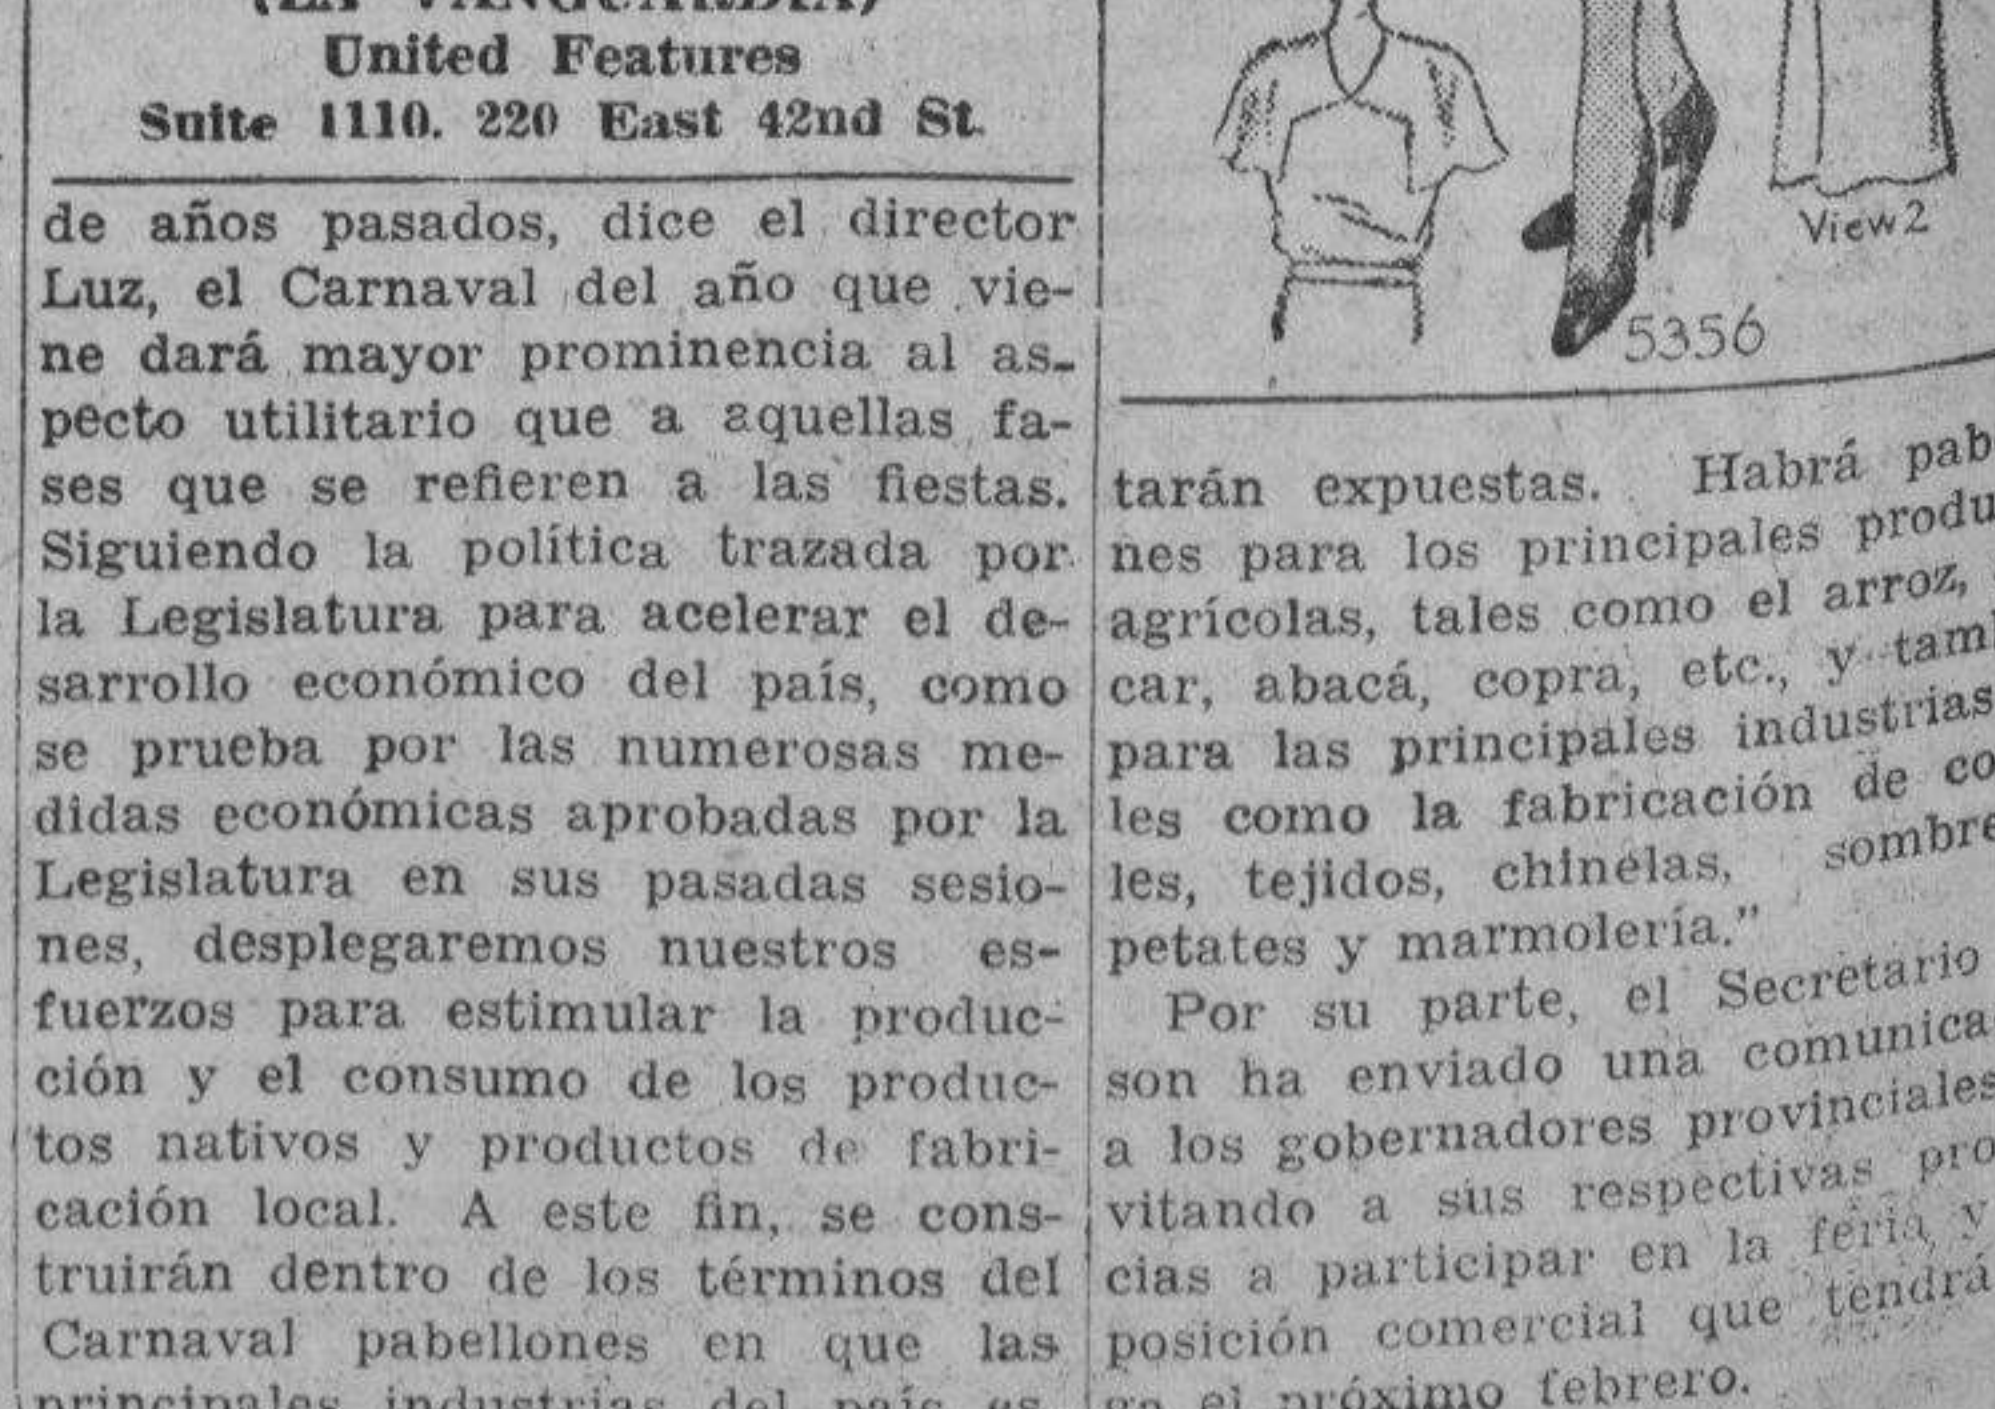 (LA VANGUARDIA)
United Features
Suite 1110. 220 East 42nd St.
de años pasados, dice el director
Luz, el Carnaval del año que vie-
ne dará mayor prominencia al as-
pecto utilitario que a aquellas fa-
ses que se refieren a las fiestas.
Siguiendo la política trazada por
la Legislatura para acelerar el de-
sarrollo económico del país, como
se prueba por las numerosas me-
didas económicas aprobadas por la
Legislatura en sus pasadas sesio-
nes, desplegaremos nuestros es-
fuerzos para estimular la produc-
ción y el consumo de los produc-
tos nativos y productos de fabri-
cación local. A este fin, se cons-
truirán dentro de los términos del
Carnaval pabellones en que las
principales industrias del país es-
View 2
5356
tarán expuestas. Habrá pab
nes para los principales produ
agrícolas, tales como el arroz,
car, abacá, copra, etc., y tam
para las principales industrias
les como la fabricación de co
les, tejidos, chinelas, sombre
petates y marmolería."
Por su parte, el Secretario
son ha enviado una comunica
a los gobernadores provinciales
vitando a sus respectivas pro
cias a participar en la feria y
posición comercial que tendrá
el próximo febrero.